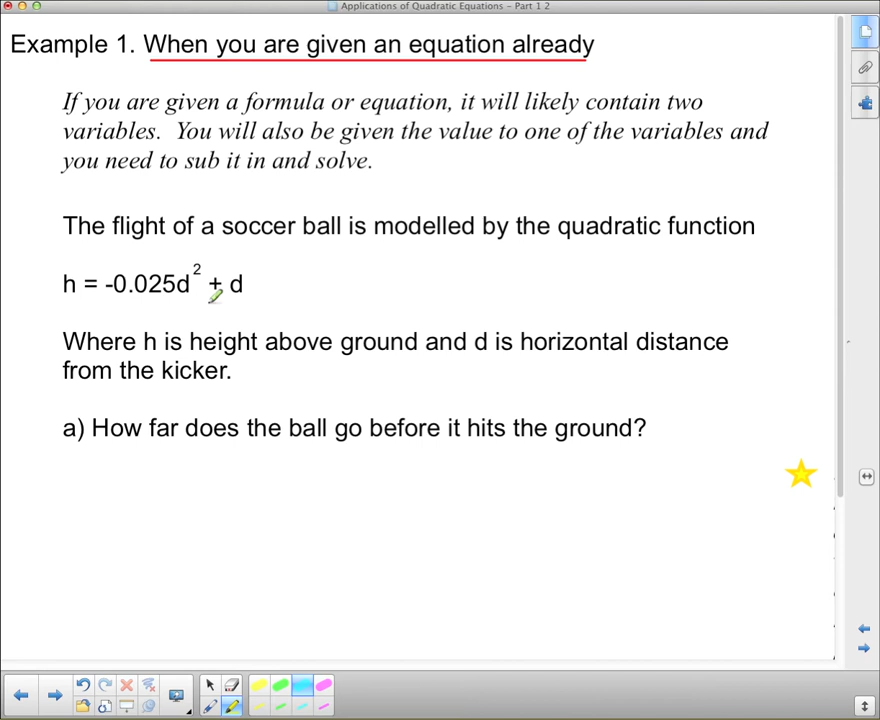 Applications of Quadratic Equations - Part 1 2
Example 1. When you are given an equation already
If you are given a formula or equation, it will likely contain two
variables. You will also be given the value to one of the variables and
you need to sub it in and solve.
The flight of a soccer ball is modelled by the quadratic function
h = -0.025d² + d
Where h is height above ground and d is horizontal distance
from the kicker.
a) How far does the ball go before it hits the ground?